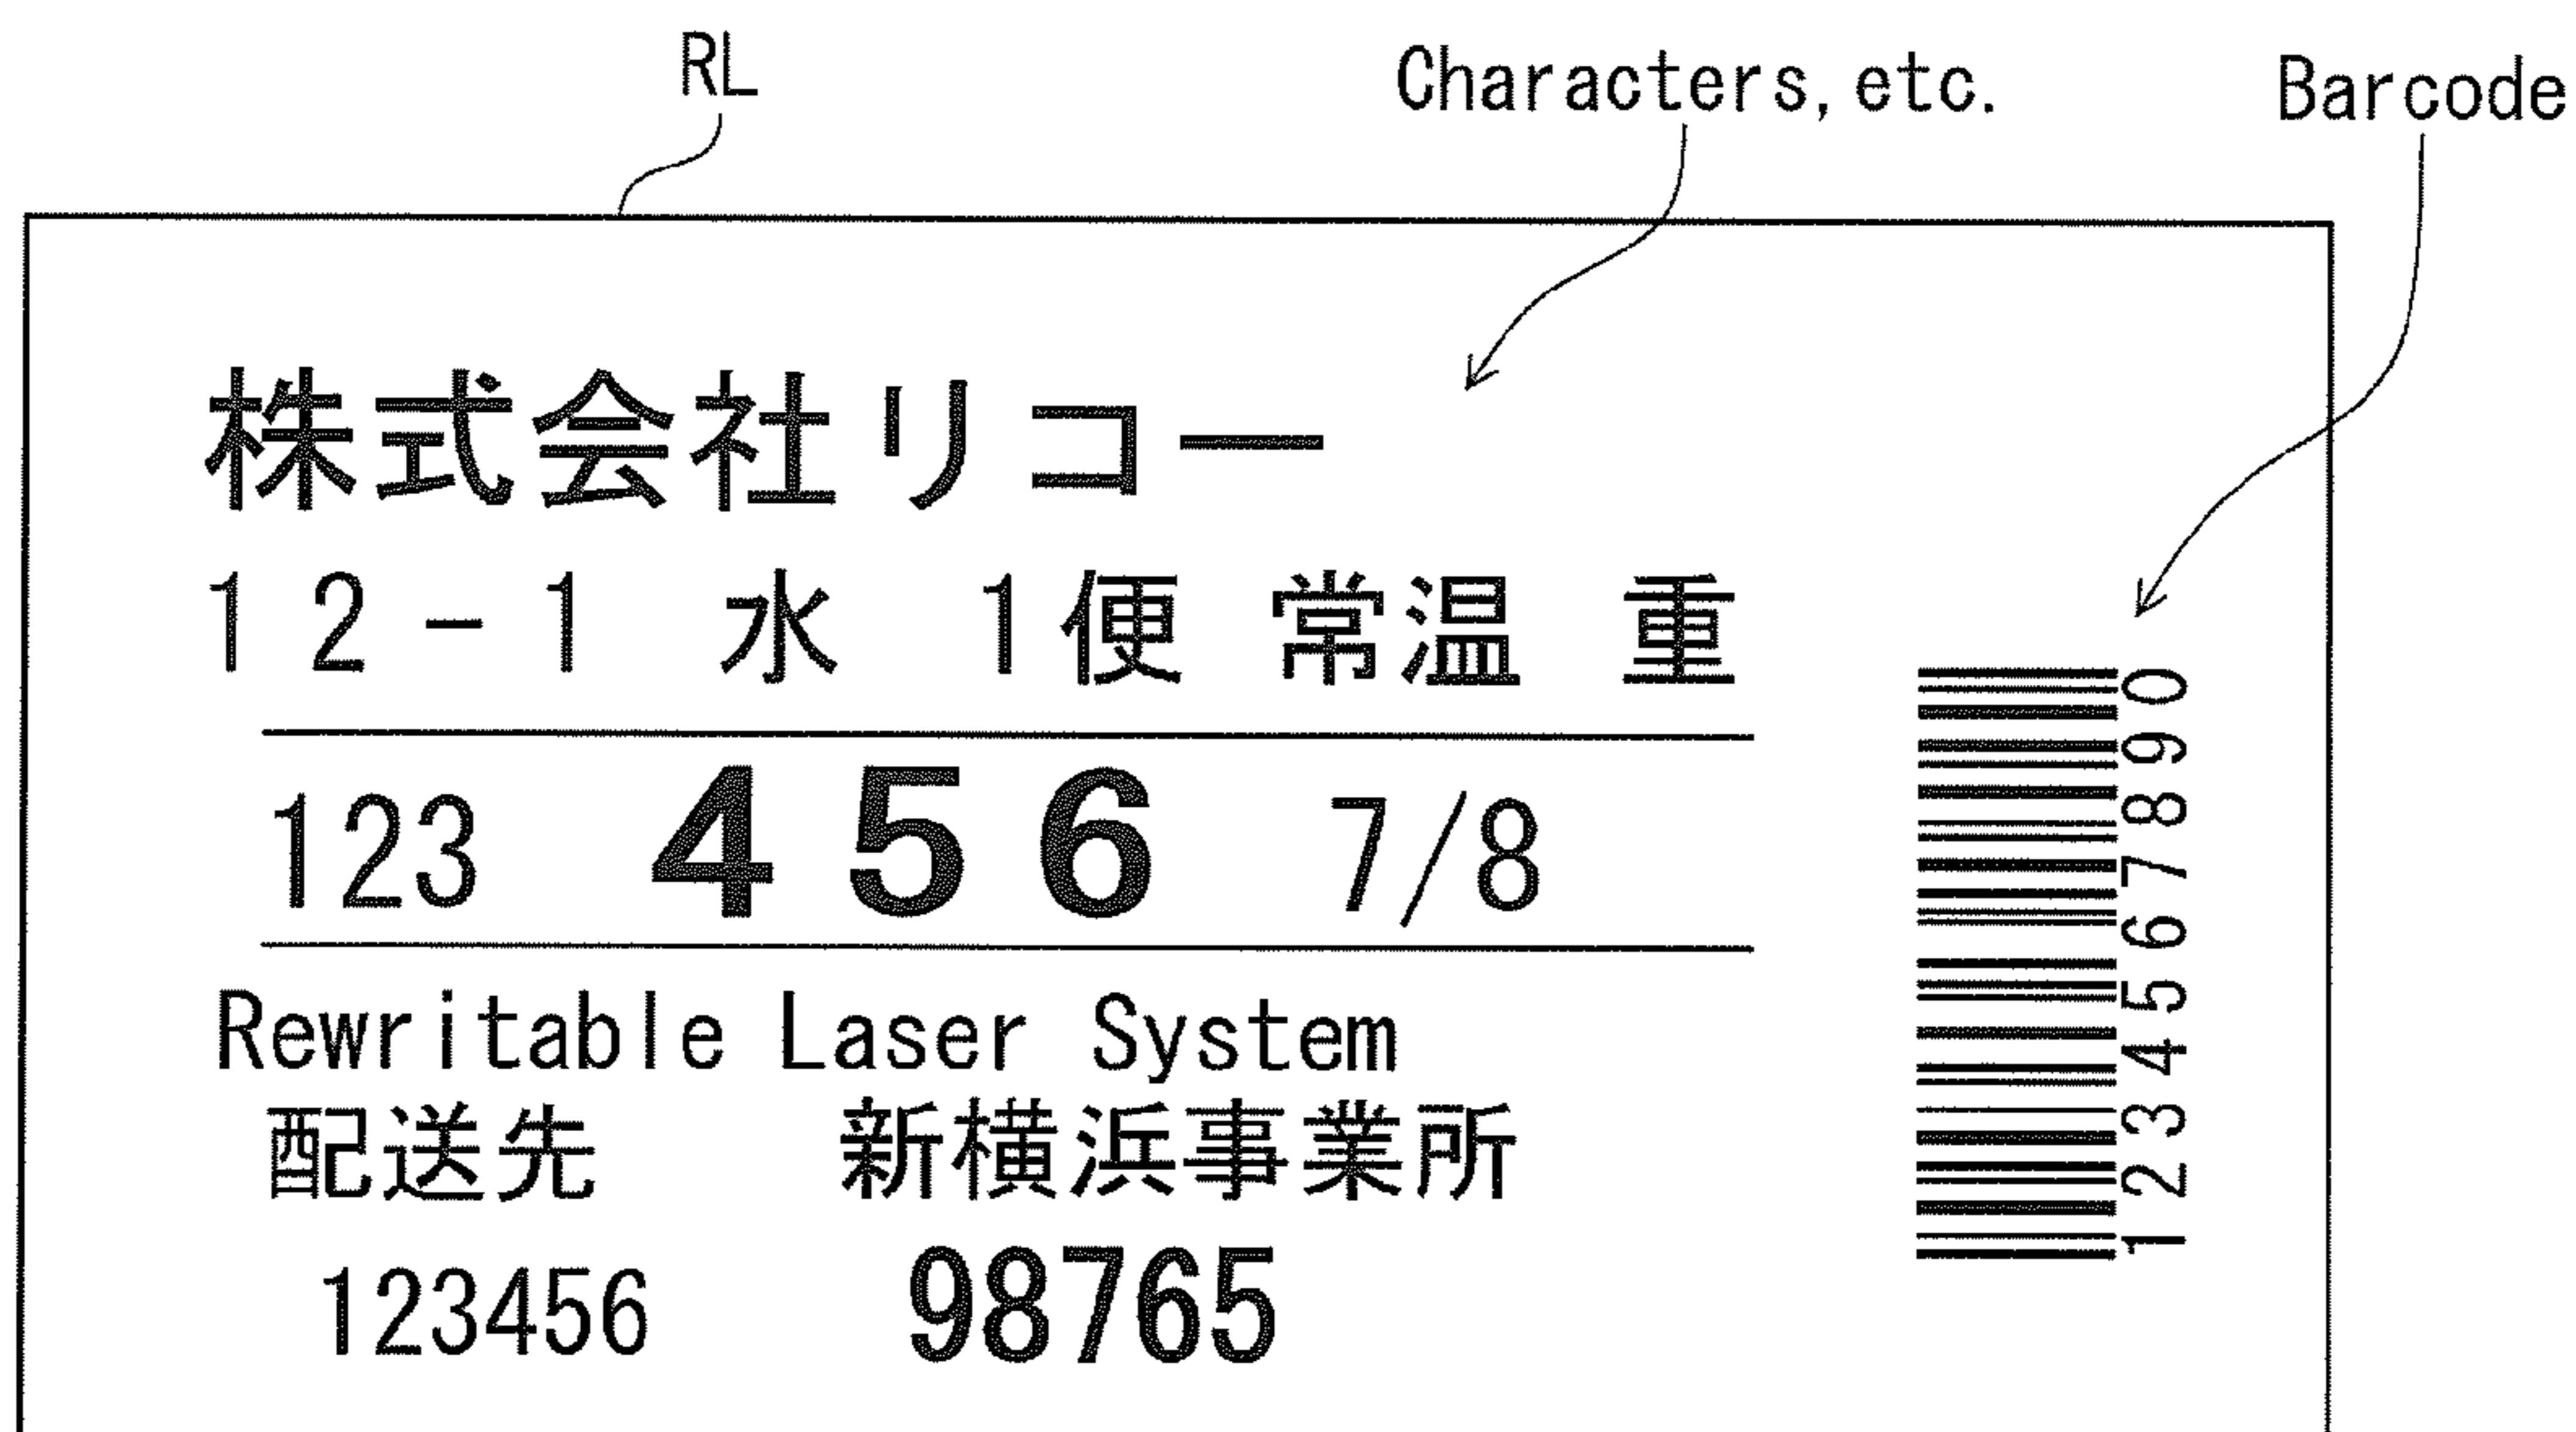 RL
Characters, etc.
Barcode
株式会社リコー
12-1 水 1便 常温 重
123 456 7/8
Rewritable Laser System
配送先 新横浜事業所
123456 98765
1234567890